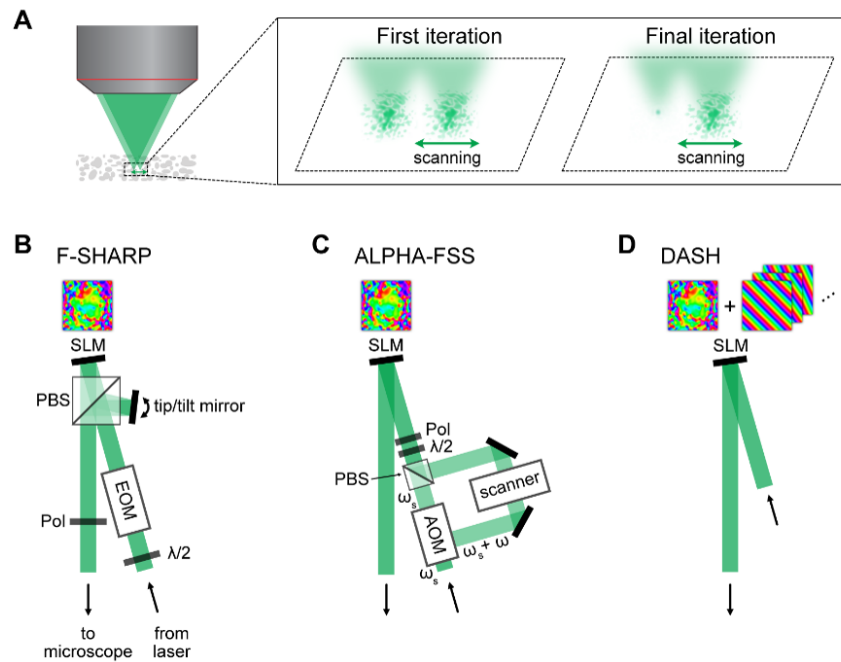 A
First iteration
Final iteration
scanning
scanning
B
F-SHARP
SLM
PBS
tip/tilt mirror
EOM
Pol
λ/2
to
microscope
from
laser
C
ALPHA-FSS
SLM
Pol
λ/2
PBS
scanner
ωs
AOM
ωs + ω
ωs
D
DASH
+
...
SLM